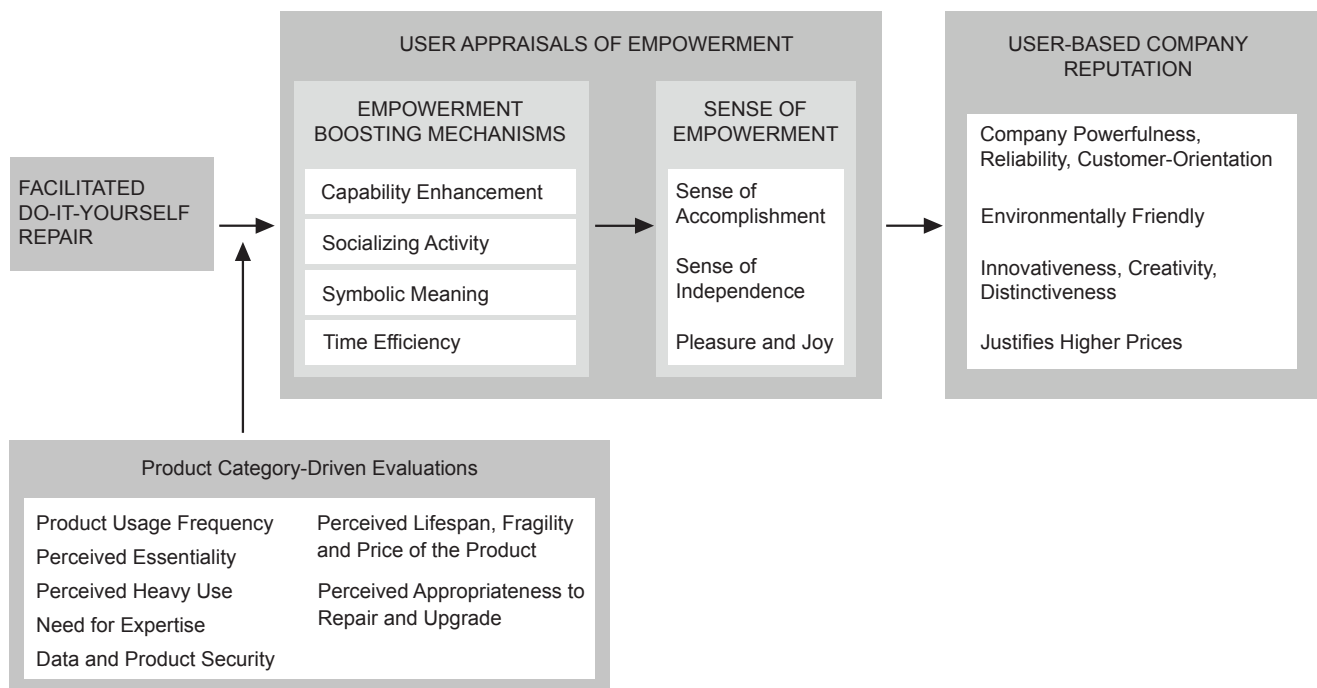 USER APPRAISALS OF EMPOWERMENT
USER-BASED COMPANY
REPUTATION
EMPOWERMENT
BOOSTING MECHANISMS
SENSE OF
EMPOWERMENT
FACILITATED
DO-IT-YOURSELF
REPAIR
Capability Enhancement
Socializing Activity
Symbolic Meaning
Time Efficiency
Sense of
Accomplishment
Sense of
Independence
Pleasure and Joy
Company Powerfulness,
Reliability, Customer-Orientation
Environmentally Friendly
Innovativeness, Creativity,
Distinctiveness
Justifies Higher Prices
Product Category-Driven Evaluations
Product Usage Frequency
Perceived Essentiality
Perceived Heavy Use
Need for Expertise
Data and Product Security
Perceived Lifespan, Fragility
and Price of the Product
Perceived Appropriateness to
Repair and Upgrade